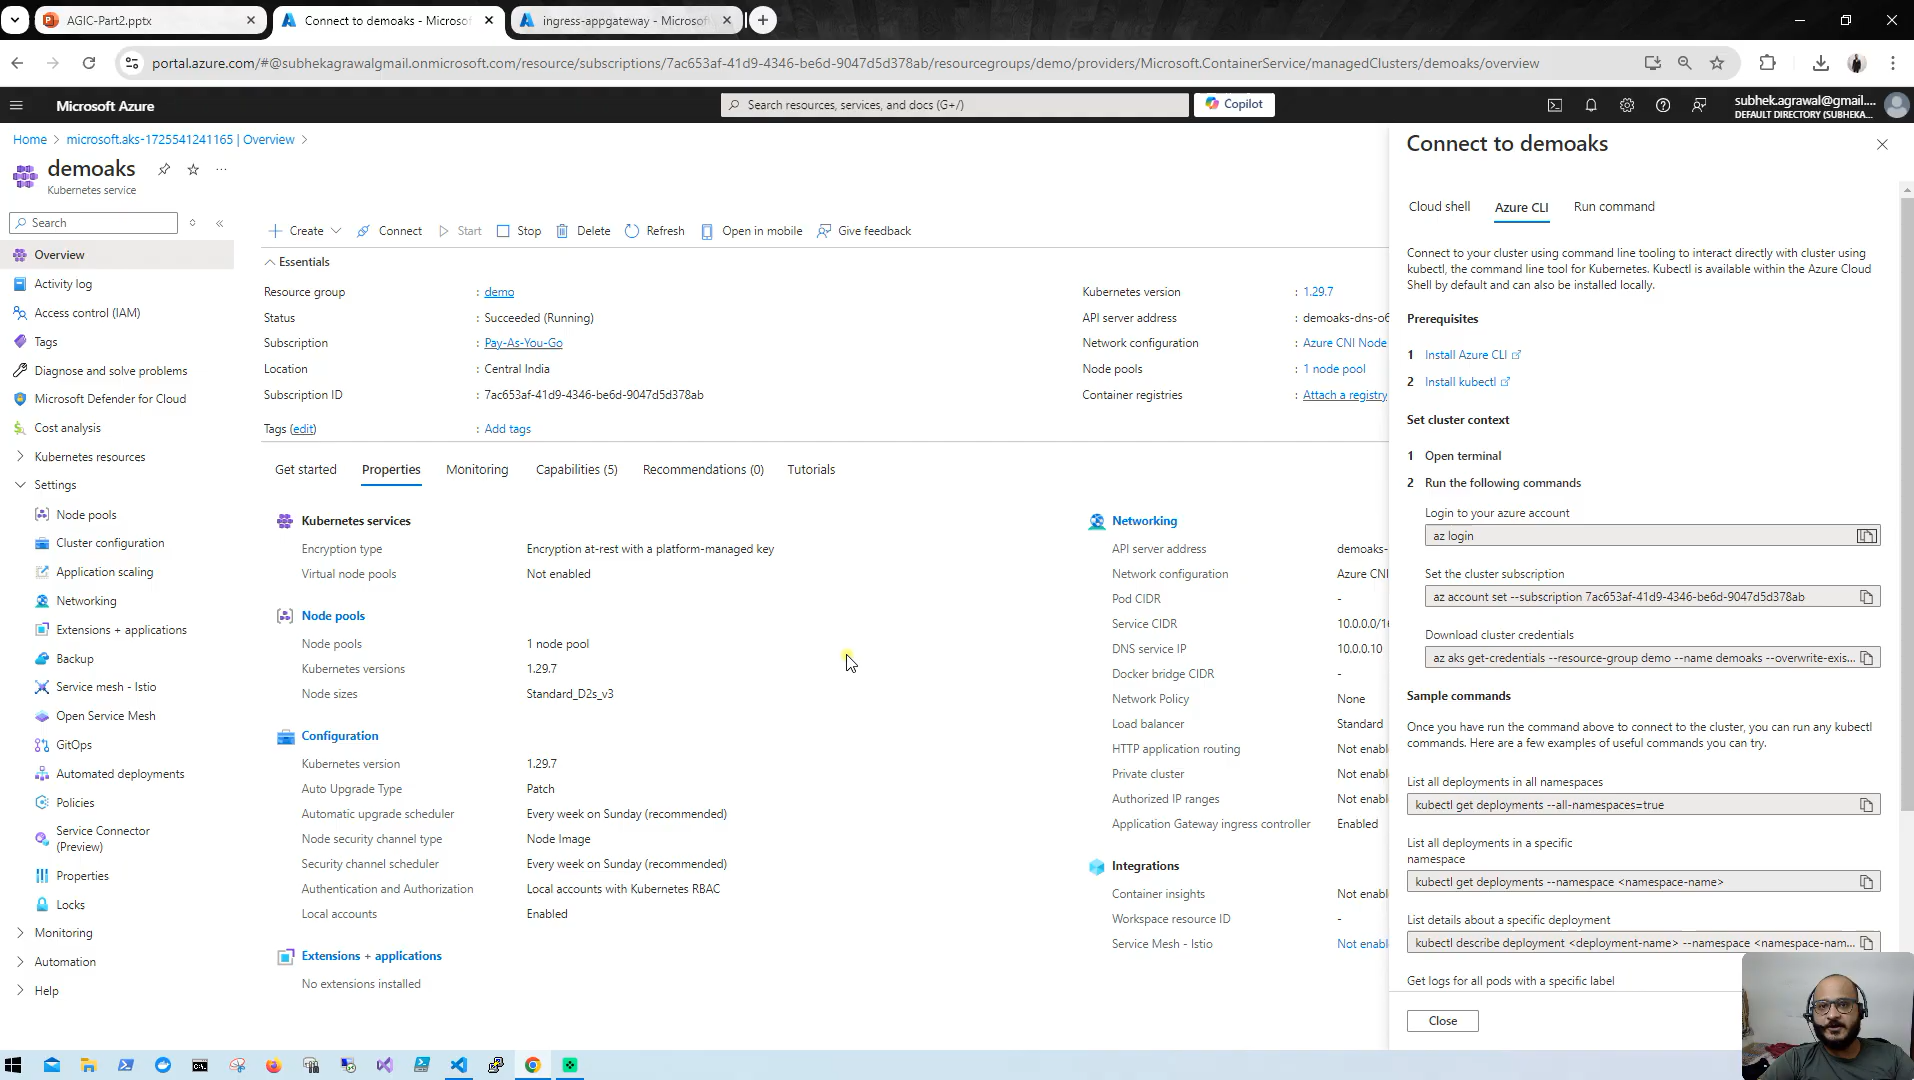 AGIC-Part2.pptx
Connect to demoaks - Microsof
ingress-appgateway - Microsoft
portal.azure.com/#@subhekagrawalgmail.onmicrosoft.com/resource/subscriptions/7ac653af-41d9-4346-be6d-9047d5d378ab/resourcegroups/demo/providers/Microsoft.ContainerService/managedClusters/demoaks/overview
Microsoft Azure
Search resources, services, and docs (G+/)
Copilot
subhek.agrawal@gmail....
DEFAULT DIRECTORY (SUBHEKA...
Home > microsoft.aks-1725541241165 | Overview >
demoaks
Kubernetes service
Search
Overview
Activity log
Access control (IAM)
Tags
Diagnose and solve problems
Microsoft Defender for Cloud
Cost analysis
Kubernetes resources
Settings
Node pools
Cluster configuration
Application scaling
Networking
Extensions + applications
Backup
Service mesh - Istio
Open Service Mesh
GitOps
Automated deployments
Policies
Service Connector
(Preview)
Properties
Locks
Monitoring
Automation
Help
Create
Connect
Start
Stop
Delete
Refresh
Open in mobile
Give feedback
Essentials
Resource group : demo
Status : Succeeded (Running)
Subscription : Pay-As-You-Go
Location : Central India
Subscription ID : 7ac653af-41d9-4346-be6d-9047d5d378ab
Tags (edit) : Add tags
Kubernetes version : 1.29.7
API server address : demoaks-dns-o6
Network configuration : Azure CNI Node
Node pools : 1 node pool
Container registries : Attach a registry
Get started
Properties
Monitoring
Capabilities (5)
Recommendations (0)
Tutorials
Kubernetes services
Encryption type Encryption at-rest with a platform-managed key
Virtual node pools Not enabled
Node pools
Node pools 1 node pool
Kubernetes versions 1.29.7
Node sizes Standard_D2s_v3
Configuration
Kubernetes version 1.29.7
Auto Upgrade Type Patch
Automatic upgrade scheduler Every week on Sunday (recommended)
Node security channel type Node Image
Security channel scheduler Every week on Sunday (recommended)
Authentication and Authorization Local accounts with Kubernetes RBAC
Local accounts Enabled
Extensions + applications
No extensions installed
Networking
API server address demoaks-
Network configuration Azure CNI
Pod CIDR -
Service CIDR 10.0.0.0/16
DNS service IP 10.0.0.10
Docker bridge CIDR -
Network Policy None
Load balancer Standard
HTTP application routing Not enabl
Private cluster Not enabl
Authorized IP ranges Not enabl
Application Gateway ingress controller Enabled
Integrations
Container insights Not enabl
Workspace resource ID -
Service Mesh - Istio Not enabl
Connect to demoaks
Cloud shell
Azure CLI
Run command
Connect to your cluster using command line tooling to interact directly with cluster using
kubectl, the command line tool for Kubernetes. Kubectl is available within the Azure Cloud
Shell by default and can also be installed locally.
Prerequisites
1 Install Azure CLI
2 Install kubectl
Set cluster context
1 Open terminal
2 Run the following commands
Login to your azure account
az login
Set the cluster subscription
az account set --subscription 7ac653af-41d9-4346-be6d-9047d5d378ab
Download cluster credentials
az aks get-credentials --resource-group demo --name demoaks --overwrite-exis...
Sample commands
Once you have run the command above to connect to the cluster, you can run any kubectl
commands. Here are a few examples of useful commands you can try.
List all deployments in all namespaces
kubectl get deployments --all-namespaces=true
List all deployments in a specific
namespace
kubectl get deployments --namespace <namespace-name>
List details about a specific deployment
kubectl describe deployment <deployment-name> --namespace <namespace-nam...
Get logs for all pods with a specific label
Close